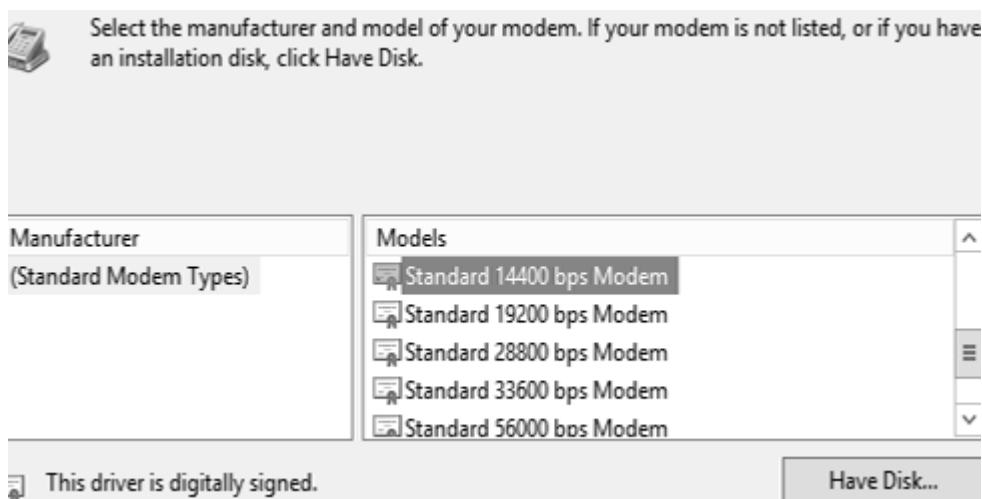 Select the manufacturer and model of your modem. If your modem is not listed, or if you have
an installation disk, click Have Disk.
Manufacturer
Models
(Standard Modem Types)
Standard 14400 bps Modem
Standard 19200 bps Modem
Standard 28800 bps Modem
Standard 33600 bps Modem
Standard 56000 bps Modem
This driver is digitally signed.
Have Disk...